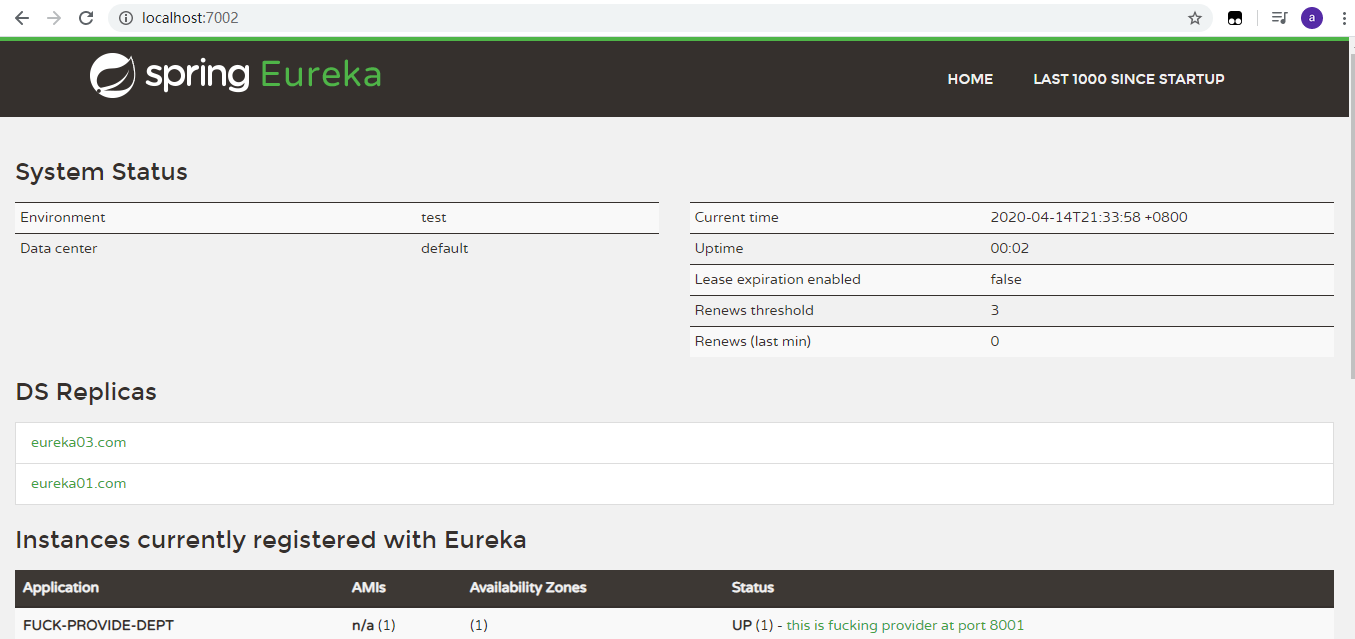 localhost:7002
a
spring Eureka
HOME LAST 1000 SINCE STARTUP
System Status
Environment test
Data center default
Current time 2020-04-14T21:33:58 +0800
Uptime 00:02
Lease expiration enabled false
Renews threshold 3
Renews (last min) 0
DS Replicas
eureka03.com
eureka01.com
Instances currently registered with Eureka
Application AMIs Availability Zones Status
FUCK-PROVIDE-DEPT n/a (1) (1) UP (1) - this is fucking provider at port 8001